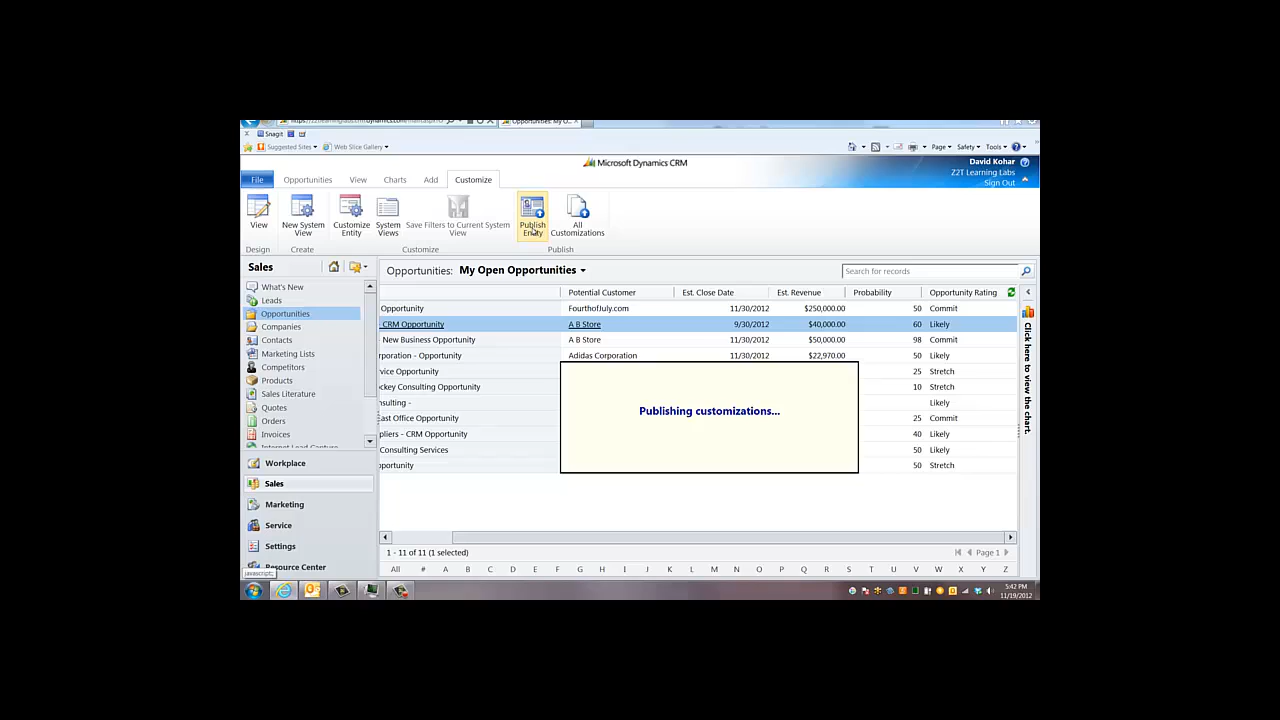 Opportunities: My O...
x Snagit
Suggested Sites Web Slice Gallery Page Safety Tools
Microsoft Dynamics CRM David Kohar
Z2T Learning Labs
Sign Out
File Opportunities View Charts Add Customize
View New System View Customize Entity System Views Save Filters to Current System View Publish Entity All Customizations
Design Create Customize Publish
Sales Opportunities: My Open Opportunities Search for records
What's New Potential Customer Est. Close Date Est. Revenue Probability Opportunity Rating
Leads Opportunity FourthofJuly.com 11/30/2012 $250,000.00 50 Commit
Opportunities CRM Opportunity A B Store 9/30/2012 $40,000.00 60 Likely
Companies New Business Opportunity A B Store 11/30/2012 $50,000.00 98 Commit
Contacts rporation - Opportunity Adidas Corporation 11/30/2012 $22,970.00 50 Likely
Marketing Lists vice Opportunity 25 Stretch
Competitors ckey Consulting Opportunity 10 Stretch
Products nsulting - Likely
Sales Literature East Office Opportunity 25 Commit
Quotes pliers - CRM Opportunity 40 Likely
Orders Consulting Services 50 Likely
Invoices pportunity 50 Stretch
Publishing customizations...
Click here to view the chart.
Workplace
Sales
Marketing
Service
Settings
Resource Center
1 - 11 of 11 (1 selected) Page 1
All # A B C D E F G H I J K L M N O P Q R S T U V W X Y Z
javascript:
5:42 PM
11/19/2012